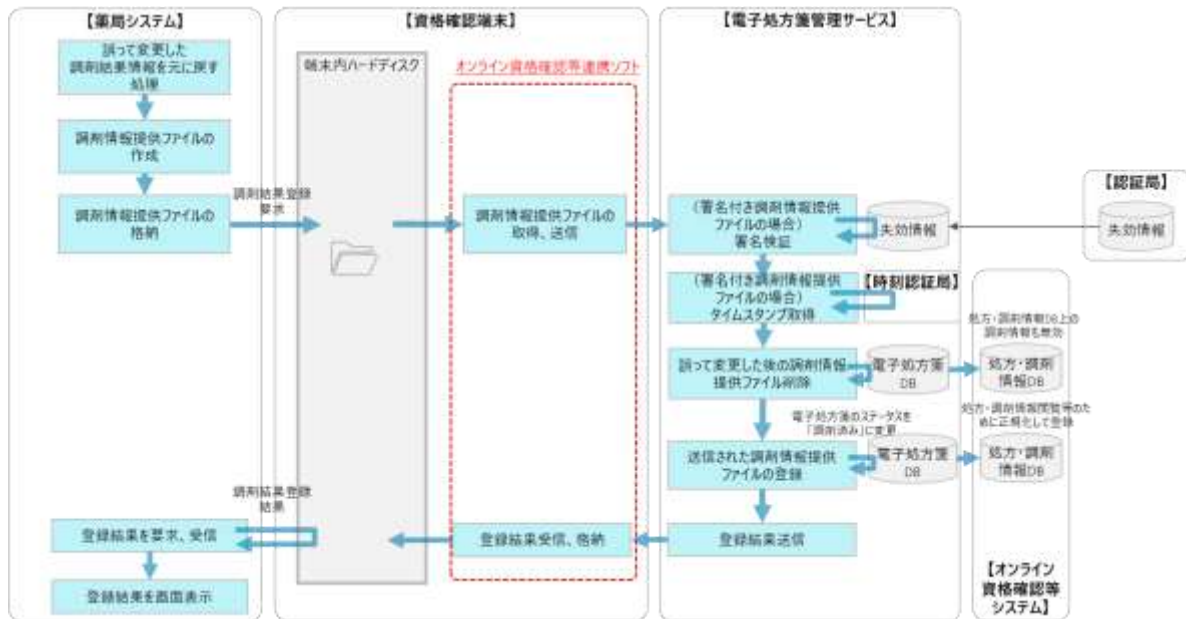 【薬局システム】
誤って変更した
調剤結果情報を元に戻す
処理
調剤情報提供ファイルの
作成
調剤情報提供ファイルの
格納
調剤結果登録
要求
調剤結果登録
結果
登録結果を要求、受信
登録結果を画面表示
【資格確認端末】
端末内ハードディスク
オンライン資格確認等連携ソフト
調剤情報提供ファイルの
取得、送信
登録結果受信、格納
【電子処方箋管理サービス】
（署名付き調剤情報提供
ファイルの場合）
署名検証
失効情報
（署名付き調剤情報提供
ファイルの場合）
タイムスタンプ取得
【時刻認証局】
誤って変更した後の調剤情報
提供ファイル削除
電子処方箋
DB
電子処方箋のステータスを
「調剤済み」に変更
送信された調剤情報提供
ファイルの登録
電子処方箋
DB
登録結果送信
【認証局】
失効情報
処方・調剤情報DB上の
調剤情報も無効
処方・調剤
情報DB
処方・調剤情報閲覧等のた
めに正規化して登録
処方・調剤
情報DB
【オンライン
資格確認等
システム】